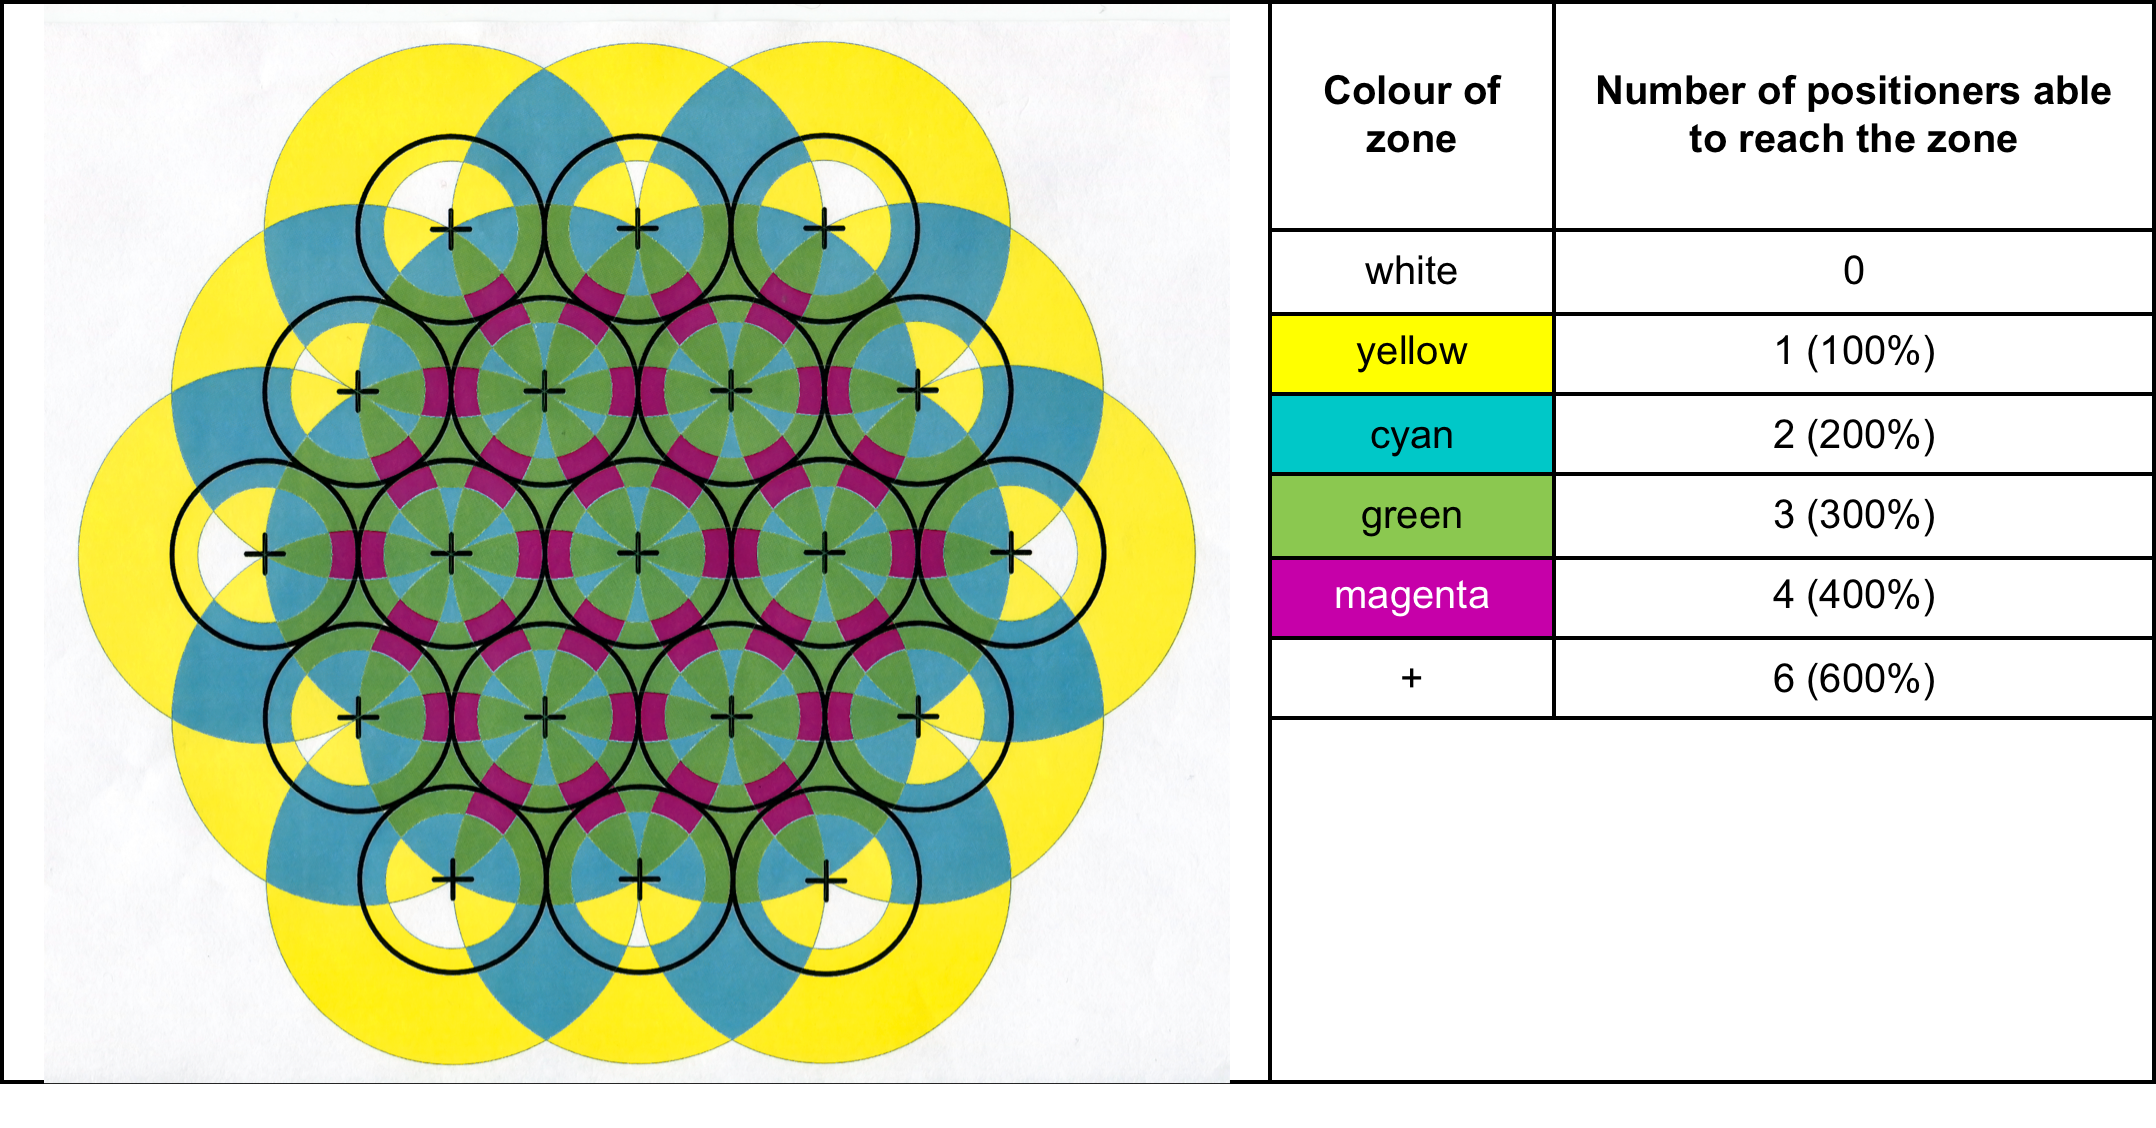 Colour of
zone
Number of positioners able
to reach the zone
white
0
yellow
1 (100%)
cyan
2 (200%)
green
3 (300%)
magenta
4 (400%)
+
6 (600%)